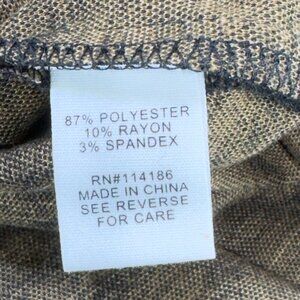 87% POLYESTER
10% RAYON
3% SPANDEX
RN#114186
MADE IN CHINA
SEE REVERSE
FOR CARE